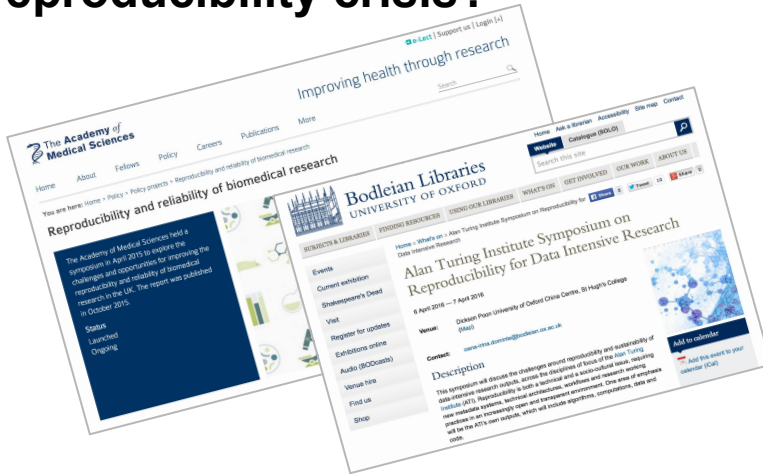 eproducibility crisis?
e-Lect | Support us | Login [+]
Improving health through research
Search
The Academy of
Medical Sciences
Home About Fellows Policy Careers Publications More
You are here: Home > Policy > Policy projects > Reproducibility and reliability of biomedical research
Reproducibility and reliability of biomedical research
The Academy of Medical Sciences held a
symposium in April 2015 to explore the
challenges and opportunities for improving the
reproducibility and reliability of biomedical
research in the UK. The report was published
in October 2015.
Status
Launched
Ongoing
Home Ask a librarian Accessibility Site map Contact
Website Catalogue (SOLO)
Search this site
Bodleian Libraries
UNIVERSITY OF OXFORD
SUBJECTS & LIBRARIES FINDING RESOURCES USING OUR LIBRARIES WHAT'S ON GET INVOLVED OUR WORK ABOUT US
Home > What's on > Alan Turing Institute Symposium on Reproducibility for
Data Intensive Research
Share 5 Tweet 10 Share 0
Events
Current exhibition
Shakespeare's Dead
Visit
Register for updates
Exhibitions online
Audio (BODcasts)
Venue hire
Find us
Shop
Alan Turing Institute Symposium on
Reproducibility for Data Intensive Research
6 April 2016 — 7 April 2016
Venue: Dickson Poon University of Oxford China Centre, St Hugh's College
(Map)
Contact:
Description
This symposium will discuss the challenges around reproducibility and sustainability of
data-intensive research outputs, across the disciplines of focus of the Alan Turing
Institute (ATI). Reproducibility is both a technical and a socio-cultural issue, requiring
new metadata systems, technical architectures, workflows and research working
practices in an increasingly open and transparent environment. One area of emphasis
will be the ATI's own outputs, which will include algorithms, computations, data and
code.
Add to calendar
Add this event to your
calendar (iCal)